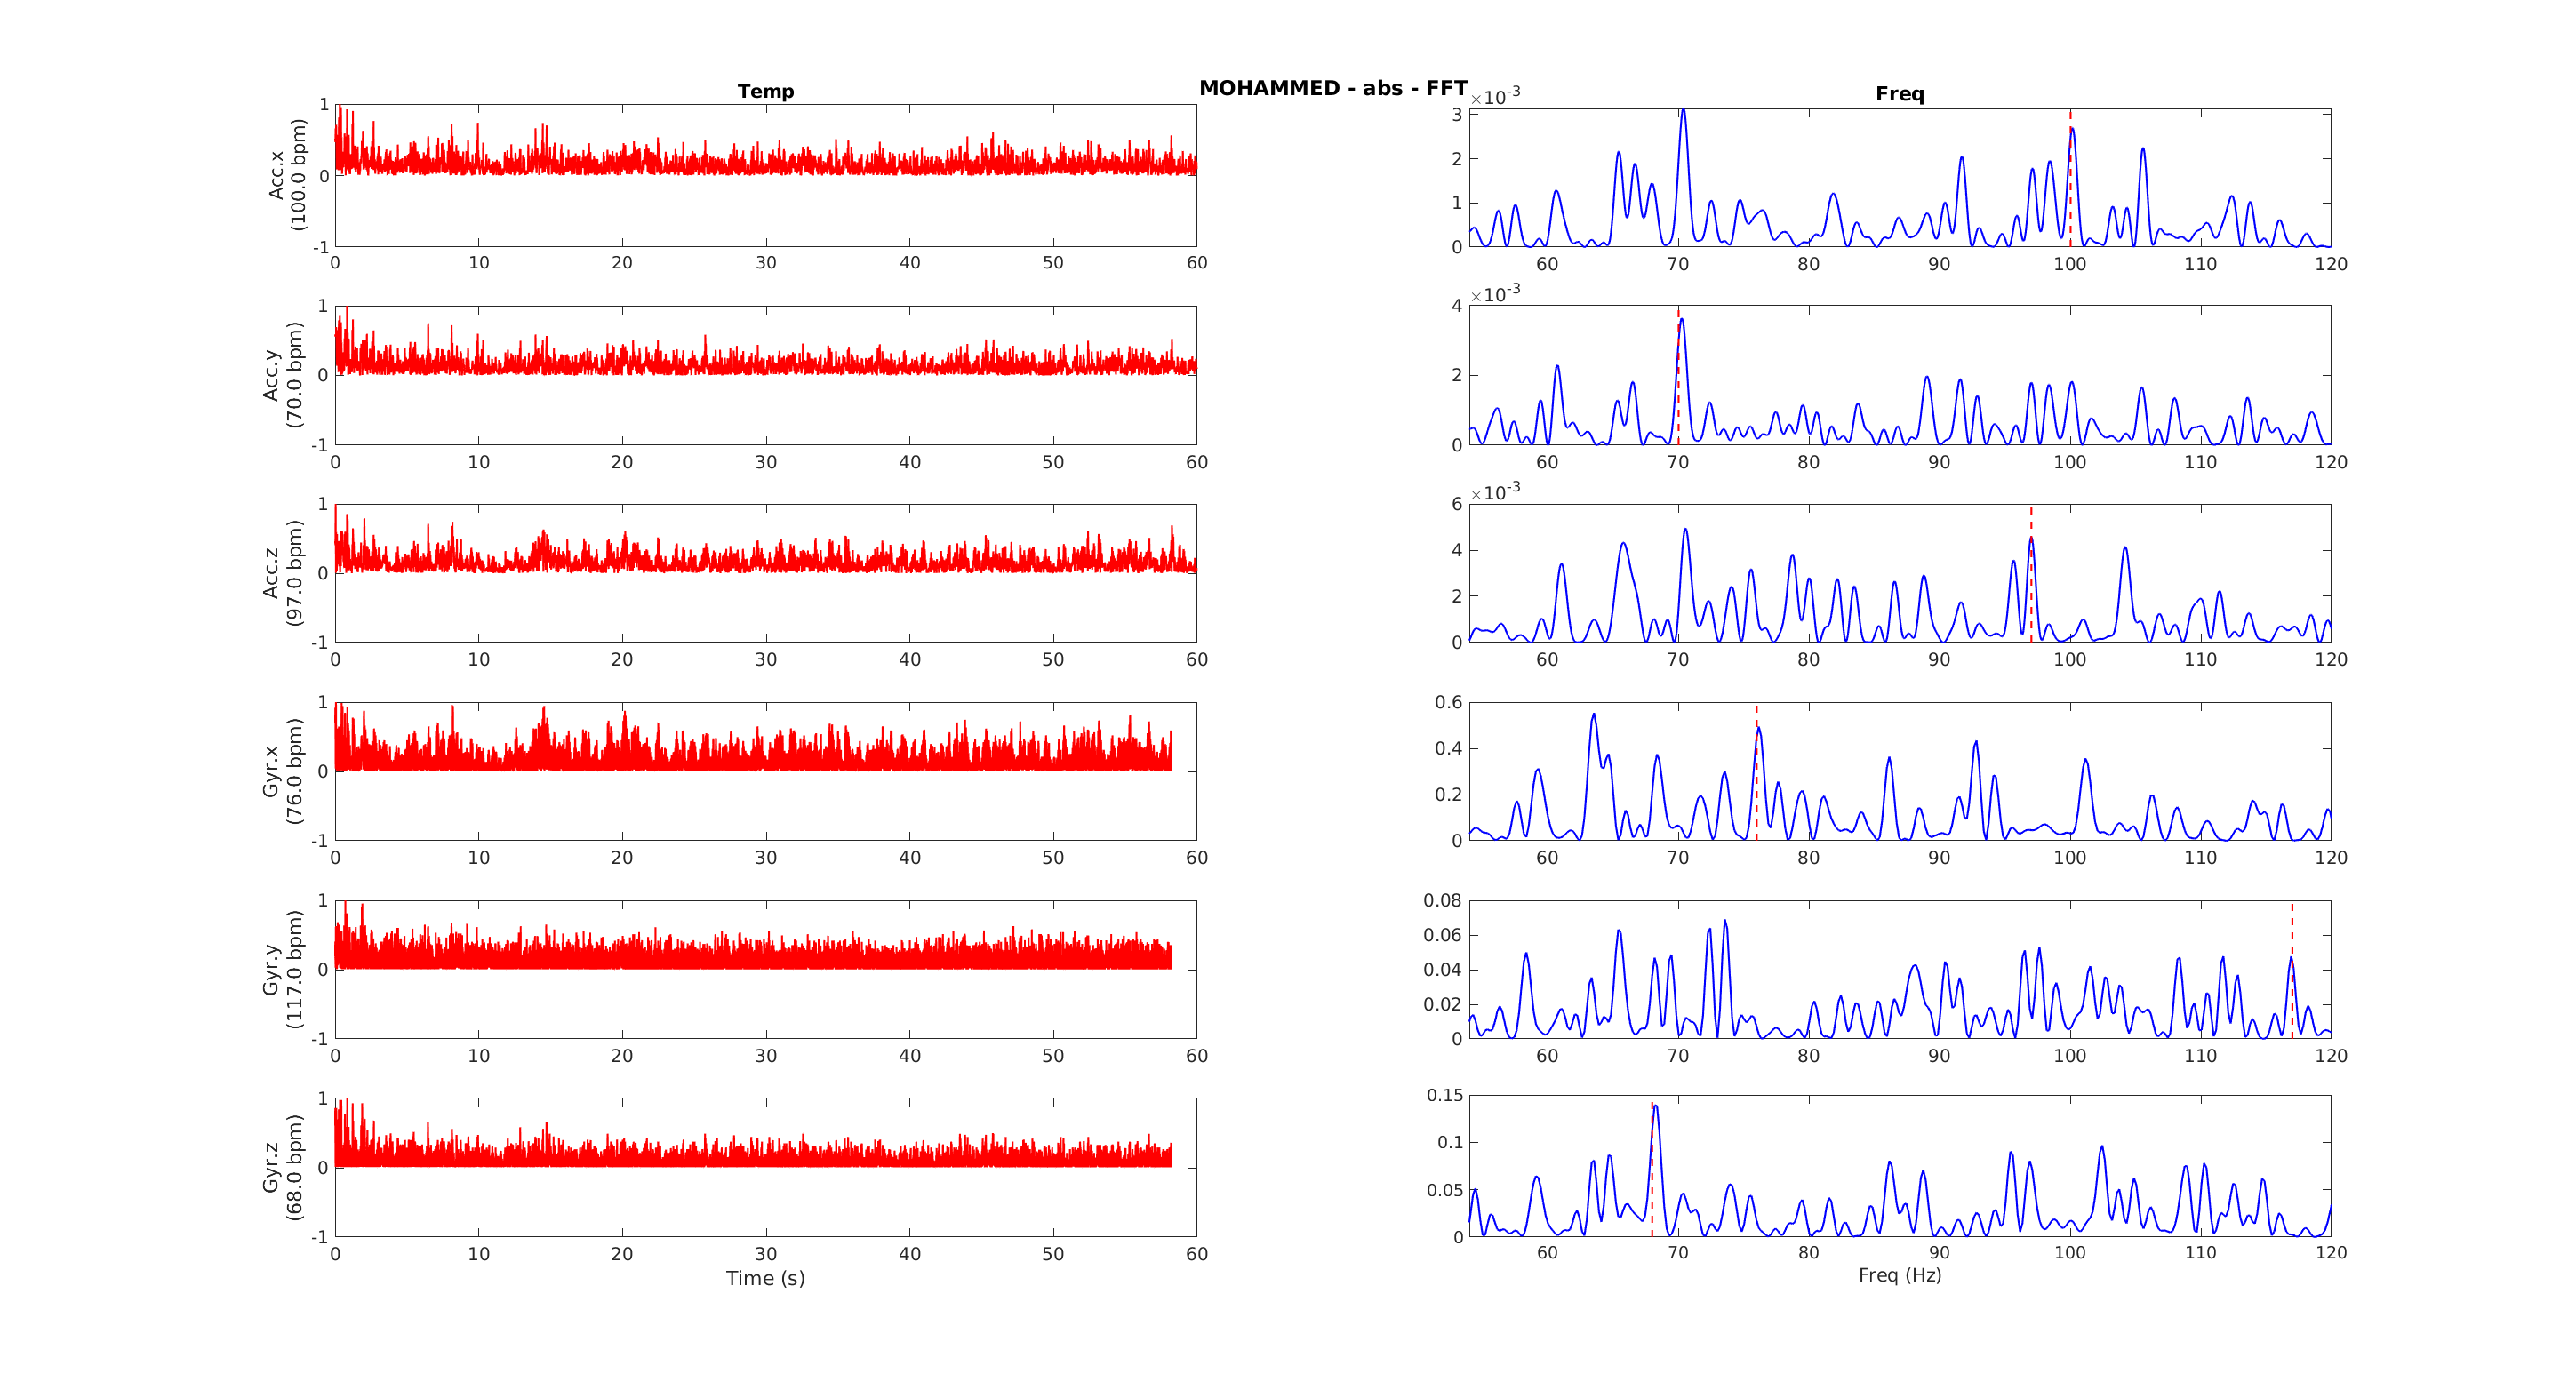 MOHAMMED - abs - FFT
Temp
Acc.x
(100.0 bpm)
1
0
-1
0 10 20 30 40 50 60
Freq
×10-3
3
2
1
0
60 70 80 90 100 110 120
Acc.y
(70.0 bpm)
1
0
-1
0 10 20 30 40 50 60
×10-3
4
2
0
60 70 80 90 100 110 120
Acc.z
(97.0 bpm)
1
0
-1
0 10 20 30 40 50 60
×10-3
6
4
2
0
60 70 80 90 100 110 120
Gyr.x
(76.0 bpm)
1
0
-1
0 10 20 30 40 50 60
0.6
0.4
0.2
0
60 70 80 90 100 110 120
Gyr.y
(117.0 bpm)
1
0
-1
0 10 20 30 40 50 60
0.08
0.06
0.04
0.02
0
60 70 80 90 100 110 120
Gyr.z
(68.0 bpm)
1
0
-1
0 10 20 30 40 50 60
Time (s)
0.15
0.1
0.05
0
60 70 80 90 100 110 120
Freq (Hz)